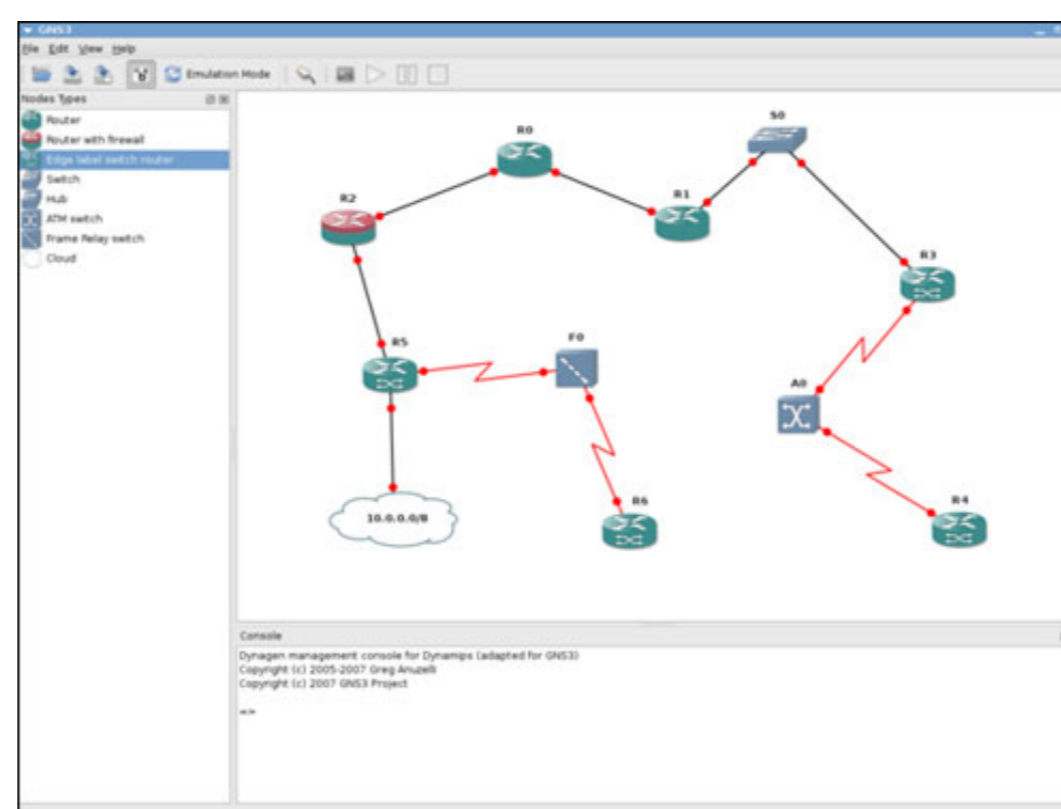 GNS3
File Edit View Help
Emulation Mode
Nodes Types
Router
Router with firewall
Edge label switch router
Switch
Hub
ATM switch
Frame Relay switch
Cloud
R0
S0
R2
R1
R3
R5
F0
A0
10.0.0.0/8
R6
R4
Console
Dynagen management console for Dynamips (adapted for GNS3)
Copyright (c) 2005-2007 Greg Anuzelli
Copyright (c) 2007 GNS3 Project
=>